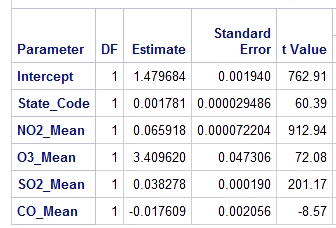 Parameter DF Estimate Standard Error t Value
Intercept 1 1.479684 0.001940 762.91
State_Code 1 0.001781 0.000029486 60.39
NO2_Mean 1 0.065918 0.000072204 912.94
O3_Mean 1 3.409620 0.047306 72.08
SO2_Mean 1 0.038278 0.000190 201.17
CO_Mean 1 -0.017609 0.002056 -8.57